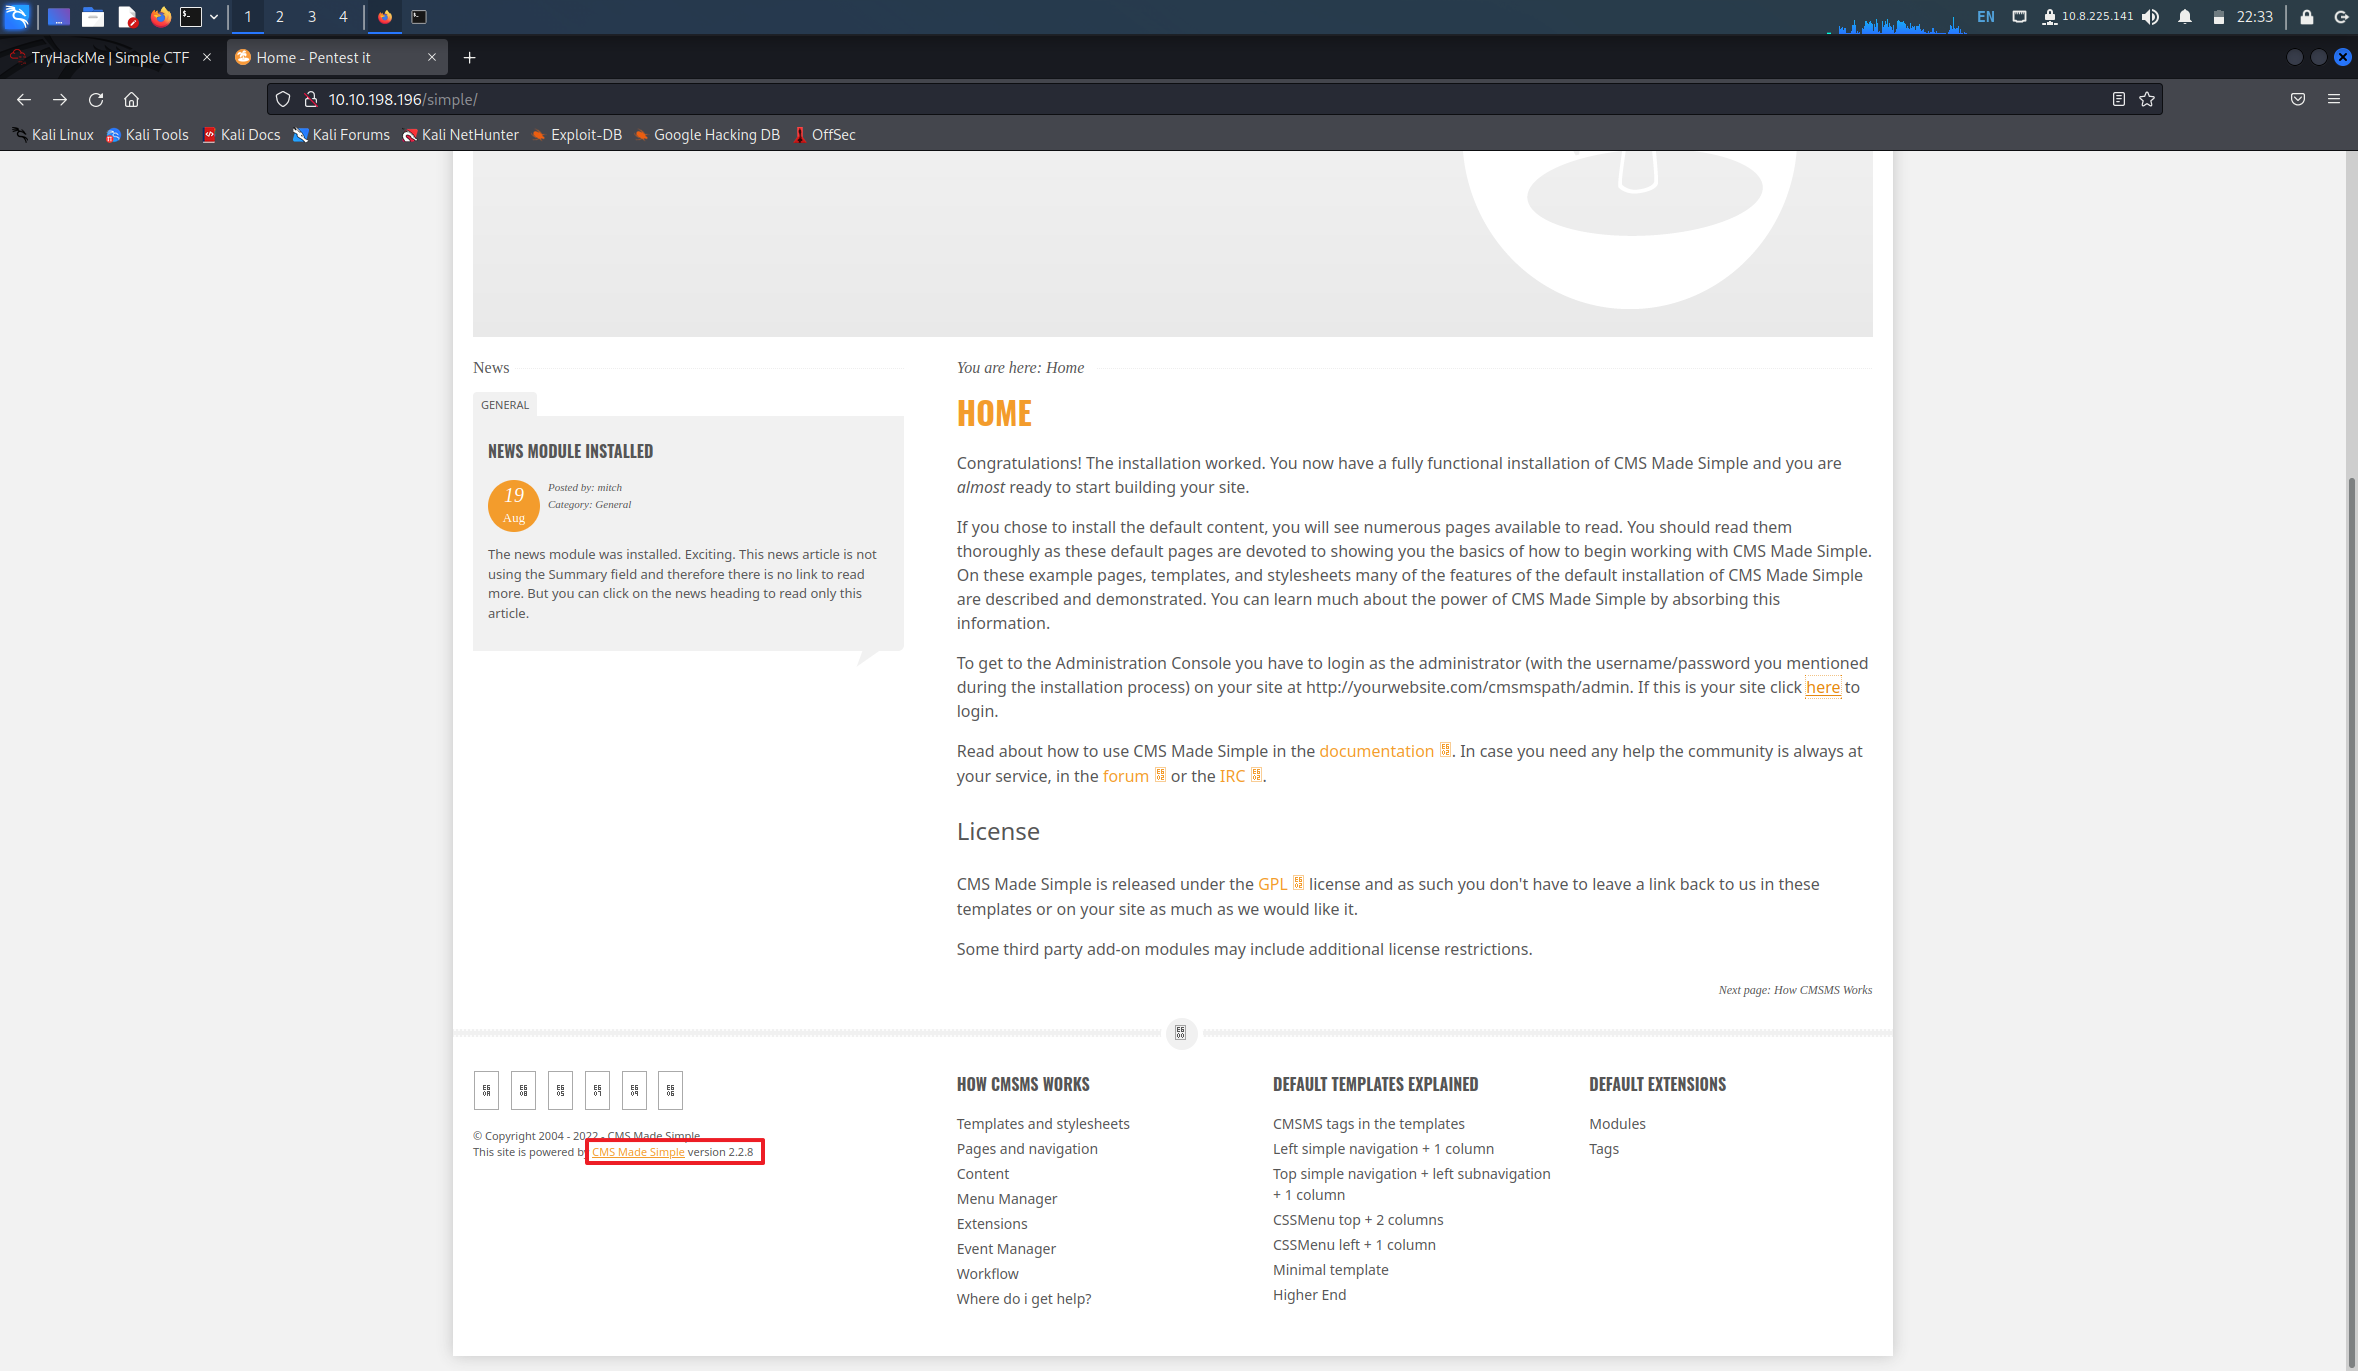 1 2 3 4
EN 10.8.225.141 22:33
TryHackMe | Simple CTF
Home - Pentest it
10.10.198.196/simple/
Kali Linux Kali Tools Kali Docs Kali Forums Kali NetHunter Exploit-DB Google Hacking DB OffSec
News
GENERAL
NEWS MODULE INSTALLED
19
Aug
Posted by: mitch
Category: General
The news module was installed. Exciting. This news article is not
using the Summary field and therefore there is no link to read
more. But you can click on the news heading to read only this
article.
You are here: Home
HOME
Congratulations! The installation worked. You now have a fully functional installation of CMS Made Simple and you are
almost ready to start building your site.
If you chose to install the default content, you will see numerous pages available to read. You should read them
thoroughly as these default pages are devoted to showing you the basics of how to begin working with CMS Made Simple.
On these example pages, templates, and stylesheets many of the features of the default installation of CMS Made Simple
are described and demonstrated. You can learn much about the power of CMS Made Simple by absorbing this
information.
To get to the Administration Console you have to login as the administrator (with the username/password you mentioned
during the installation process) on your site at http://yourwebsite.com/cmsmspath/admin. If this is your site click here to
login.
Read about how to use CMS Made Simple in the documentation . In case you need any help the community is always at
your service, in the forum or the IRC .
License
CMS Made Simple is released under the GPL license and as such you don't have to leave a link back to us in these
templates or on your site as much as we would like it.
Some third party add-on modules may include additional license restrictions.
Next page: How CMSMS Works
© Copyright 2004 - 2022 - CMS Made Simple
This site is powered by CMS Made Simple version 2.2.8
HOW CMSMS WORKS
Templates and stylesheets
Pages and navigation
Content
Menu Manager
Extensions
Event Manager
Workflow
Where do i get help?
DEFAULT TEMPLATES EXPLAINED
CMSMS tags in the templates
Left simple navigation + 1 column
Top simple navigation + left subnavigation
+ 1 column
CSSMenu top + 2 columns
CSSMenu left + 1 column
Minimal template
Higher End
DEFAULT EXTENSIONS
Modules
Tags